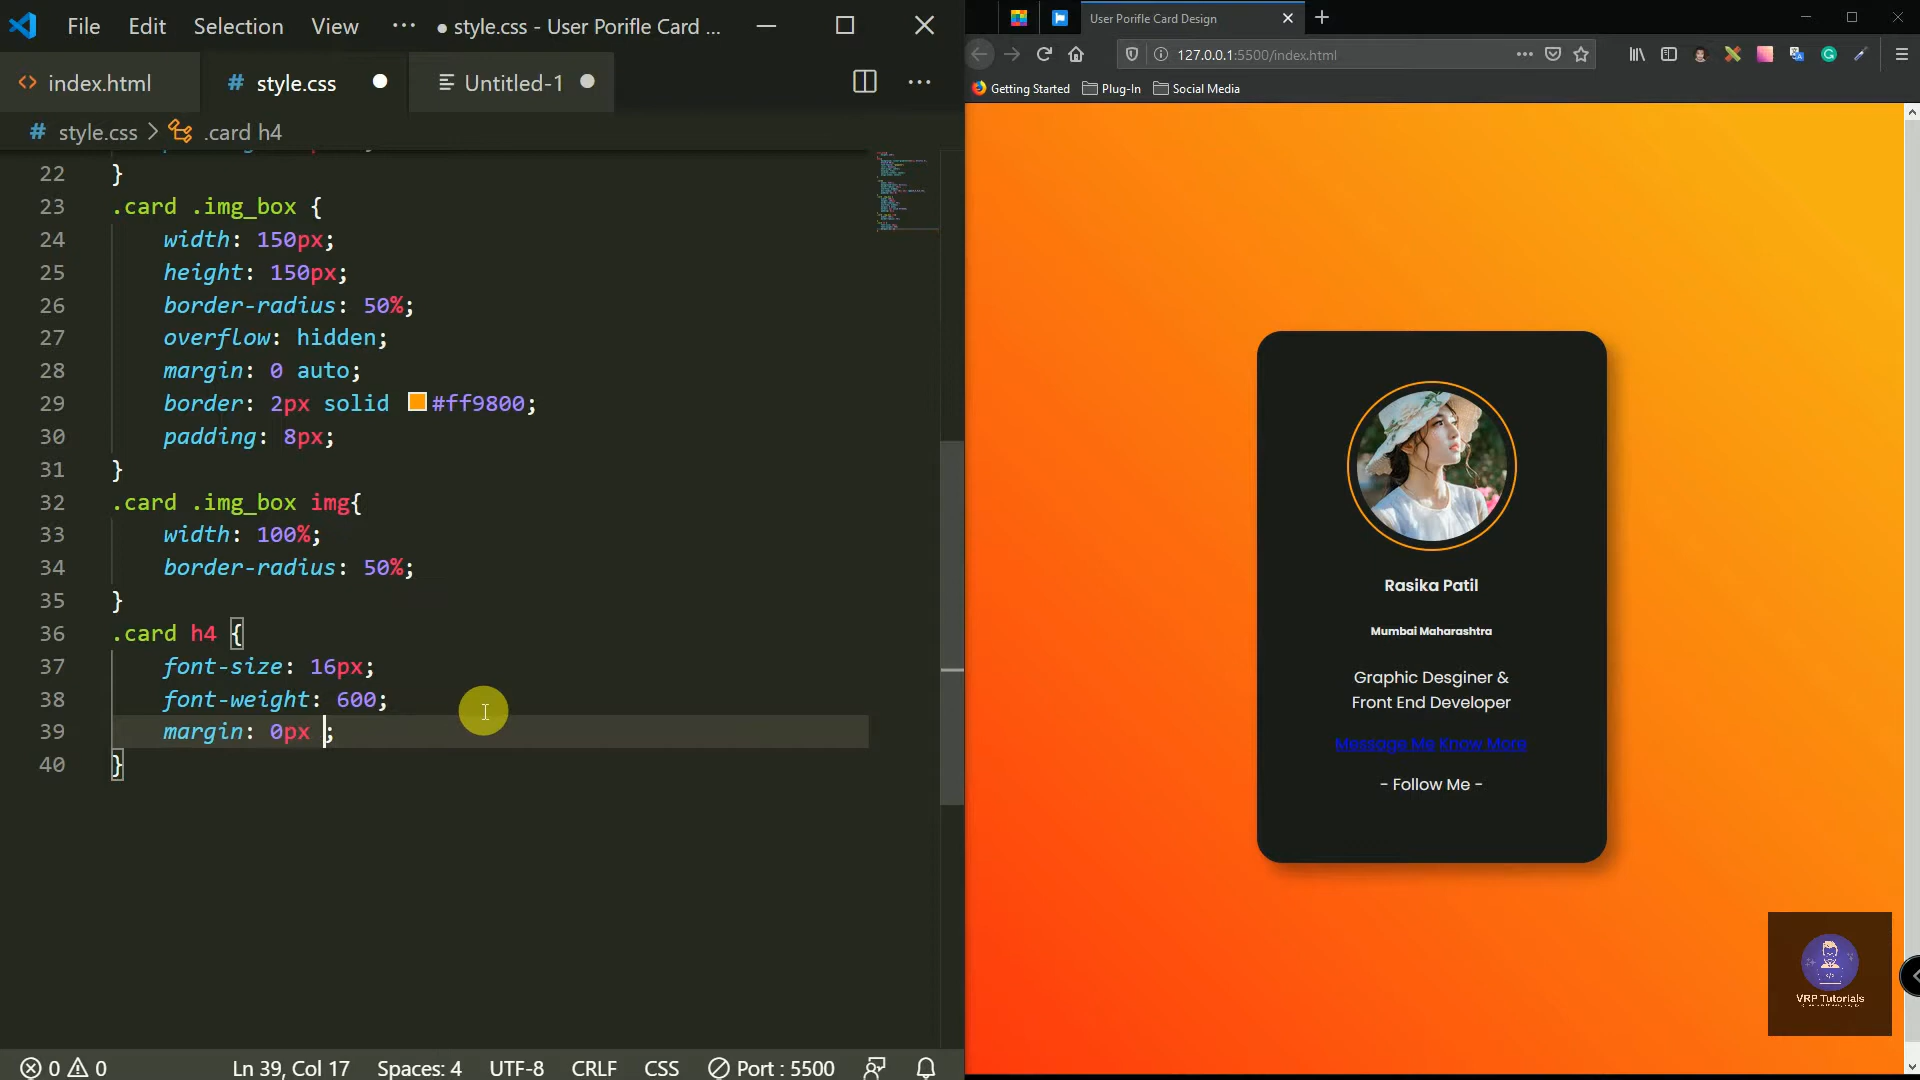 File Edit Selection View ··· ● style.css - User Porifle Card ...
index.html
# style.css
Untitled-1
# style.css > .card h4
22 }
23 .card .img_box {
24 width: 150px;
25 height: 150px;
26 border-radius: 50%;
27 overflow: hidden;
28 margin: 0 auto;
29 border: 2px solid #ff9800;
30 padding: 8px;
31 }
32 .card .img_box img{
33 width: 100%;
34 border-radius: 50%;
35 }
36 .card h4 {
37 font-size: 16px;
38 font-weight: 600;
39 margin: 0px ;
40 }
0 0 Ln 39, Col 17 Spaces: 4 UTF-8 CRLF CSS Port : 5500
User Porifle Card Design
127.0.0.1:5500/index.html
Getting Started Plug-In Social Media
Rasika Patil
Mumbai Maharashtra
Graphic Desginer &
Front End Developer
Message Me Know More
- Follow Me -
VRP Tutorials